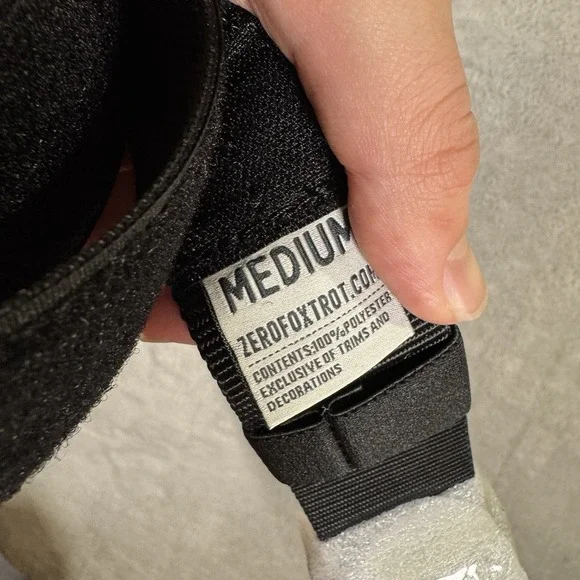 MEDIUM
ZEROFOXTROT.COM
CONTENTS:100%POLYESTER
EXCLUSIVE OF TRIMS AND
DECORATIONS